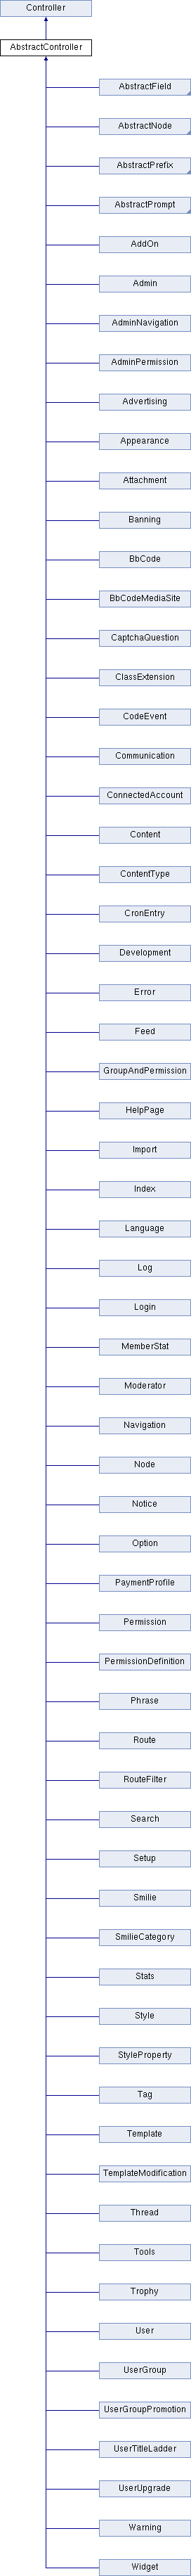 Controller
AbstractController
AbstractField
AbstractNode
AbstractPrefix
AbstractPrompt
AddOn
Admin
AdminNavigation
AdminPermission
Advertising
Appearance
Attachment
Banning
BbCode
BbCodeMediaSite
CaptchaQuestion
ClassExtension
CodeEvent
Communication
ConnectedAccount
Content
ContentType
CronEntry
Development
Error
Feed
GroupAndPermission
HelpPage
Import
Index
Language
Log
Login
MemberStat
Moderator
Navigation
Node
Notice
Option
PaymentProfile
Permission
PermissionDefinition
Phrase
Route
RouteFilter
Search
Setup
Smilie
SmilieCategory
Stats
Style
StyleProperty
Tag
Template
TemplateModification
Thread
Tools
Trophy
User
UserGroup
UserGroupPromotion
UserTitleLadder
UserUpgrade
Warning
Widget